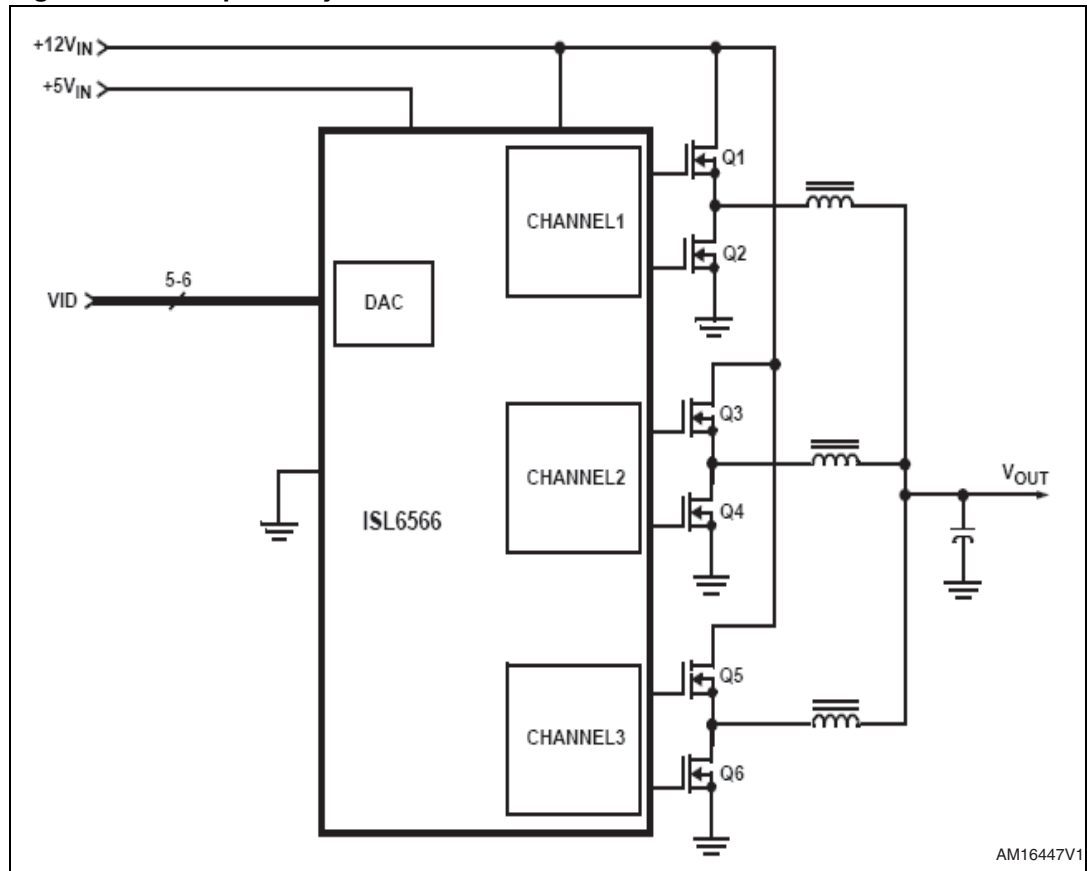 +12VIN
+5VIN
Q1
CHANNEL1
Q2
5-6
VID
DAC
Q3
CHANNEL2
VOUT
ISL6566
Q4
Q5
CHANNEL3
Q6
AM16447V1